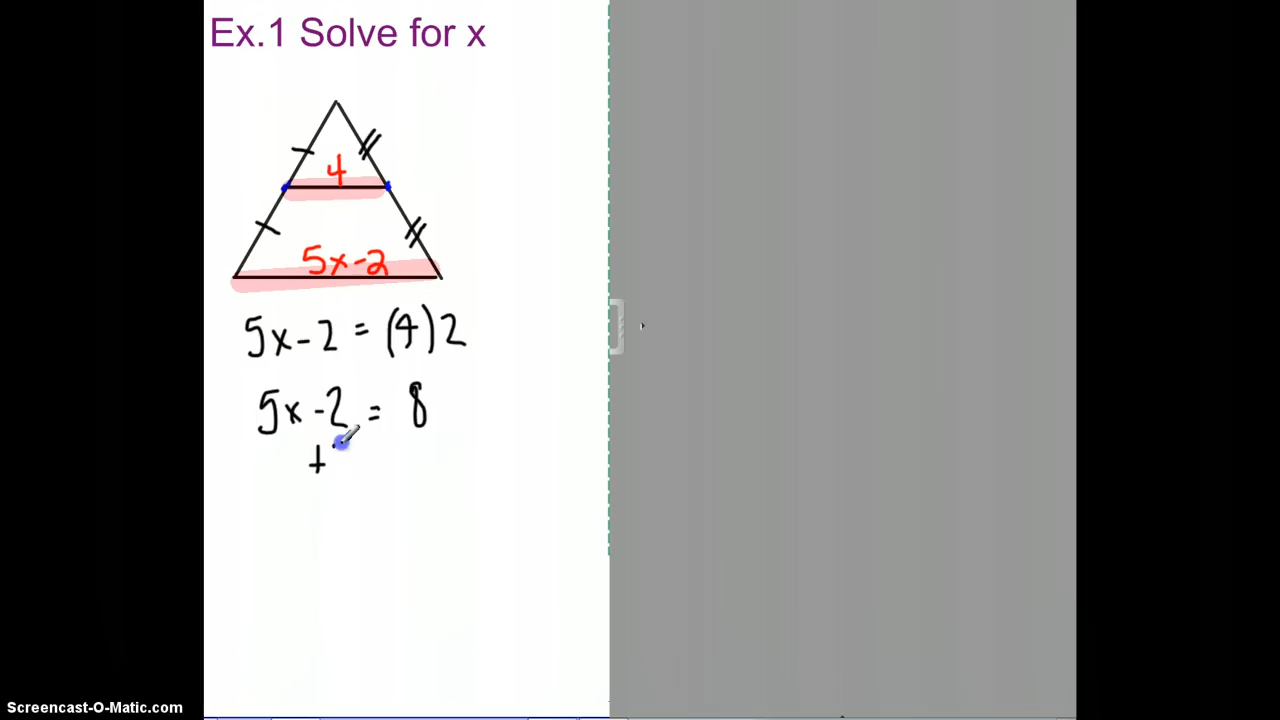 Ex.1 Solve for x
4
5x-2
5x-2 = (4)2
5x-2 = 8
+
Screencast-O-Matic.com